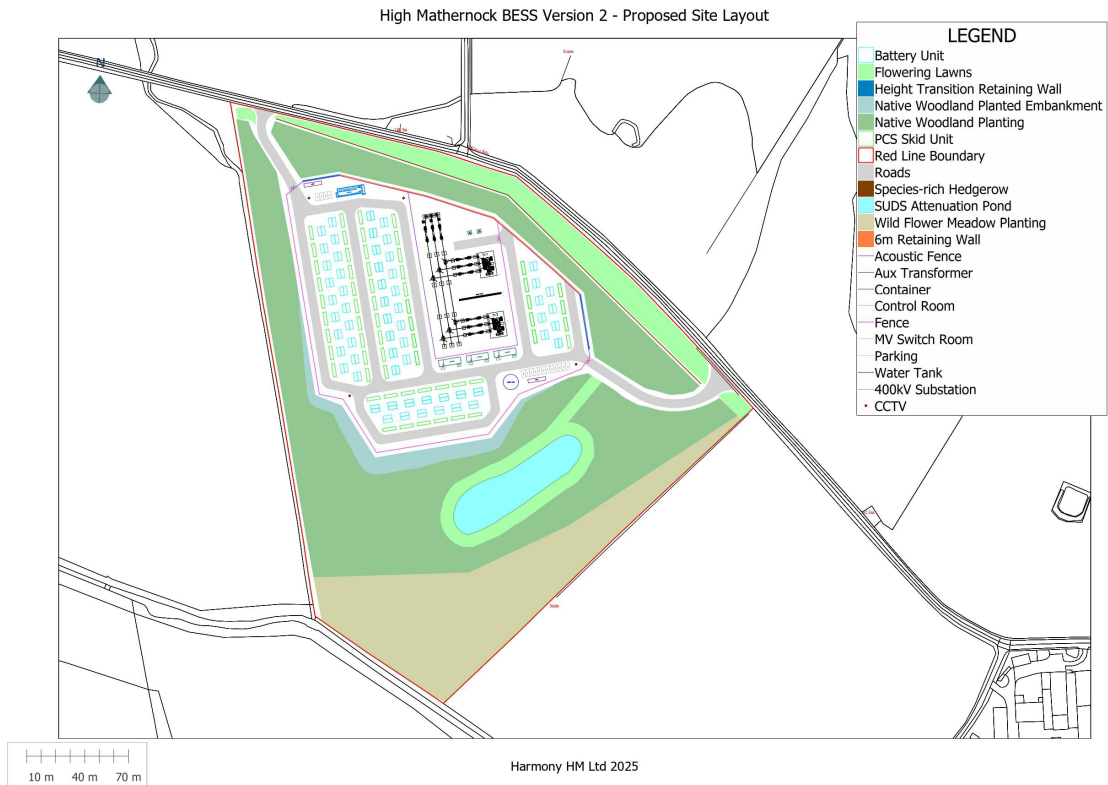 High Mathernock BESS Version 2 - Proposed Site Layout
N
LEGEND
Battery Unit
Flowering Lawns
Height Transition Retaining Wall
Native Woodland Planted Embankment
Native Woodland Planting
PCS Skid Unit
Red Line Boundary
Roads
Species-rich Hedgerow
SUDS Attenuation Pond
Wild Flower Meadow Planting
6m Retaining Wall
Acoustic Fence
Aux Transformer
Container
Control Room
Fence
MV Switch Room
Parking
Water Tank
400kV Substation
CCTV
10 m 40 m 70 m
Harmony HM Ltd 2025